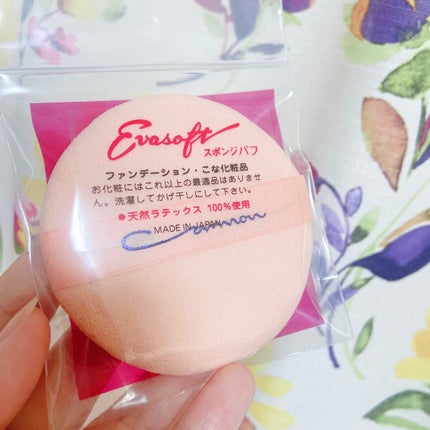 Evasoft
スポンジパフ
ファンデーション・こな化粧品
お化粧にはこれ以上の最適品はありませ
ん。洗濯してかげ干しにして下さい。
●天然ラテックス 100%使用
MADE IN JAPAN